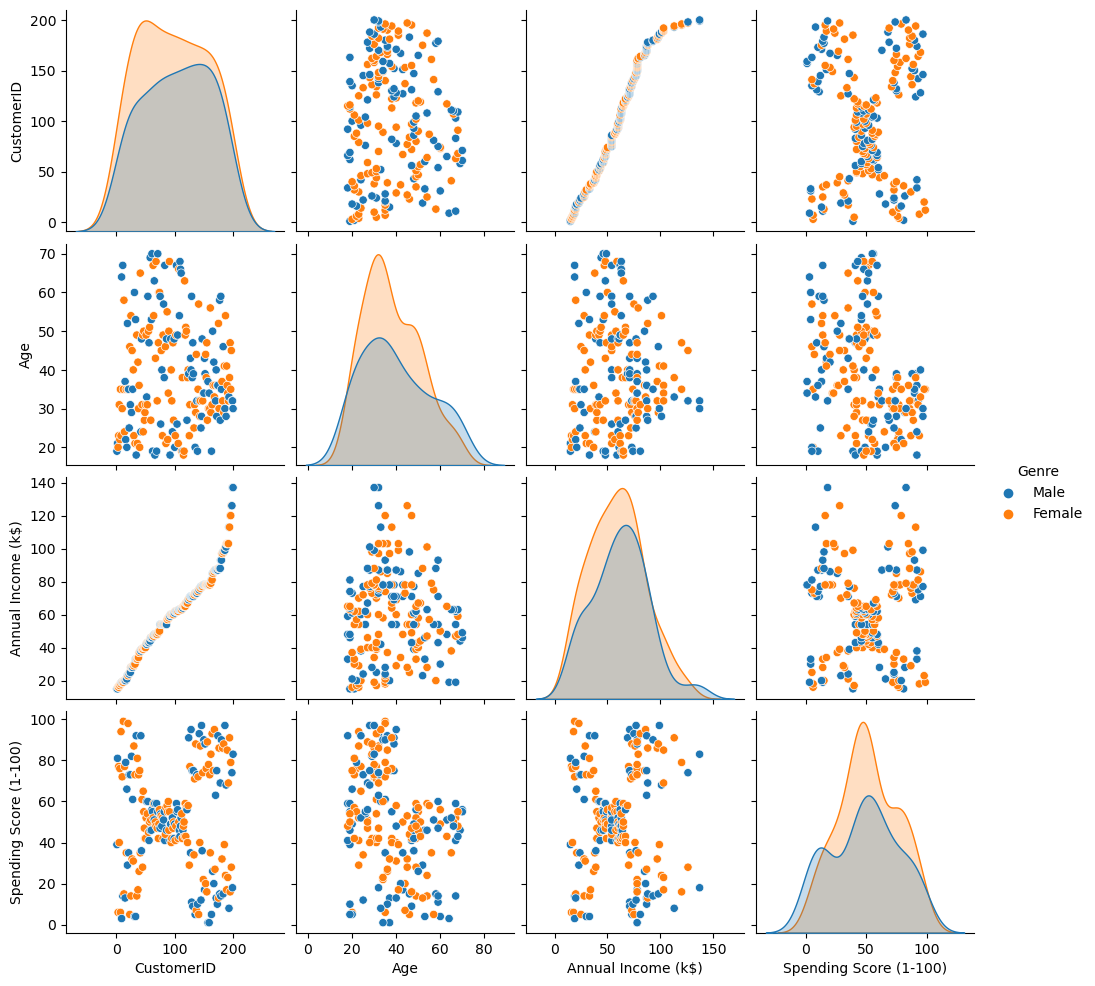 200
150
100
50
0
CustomerID
70
60
50
40
30
20
Age
Genre
Male
Female
140
120
100
80
60
40
20
Annual Income (k$)
100
80
60
40
20
0
Spending Score (1-100)
0 100 200
0 20 40 60 80
0 50 100 150
0 50 100
CustomerID
Age
Annual Income (k$)
Spending Score (1-100)